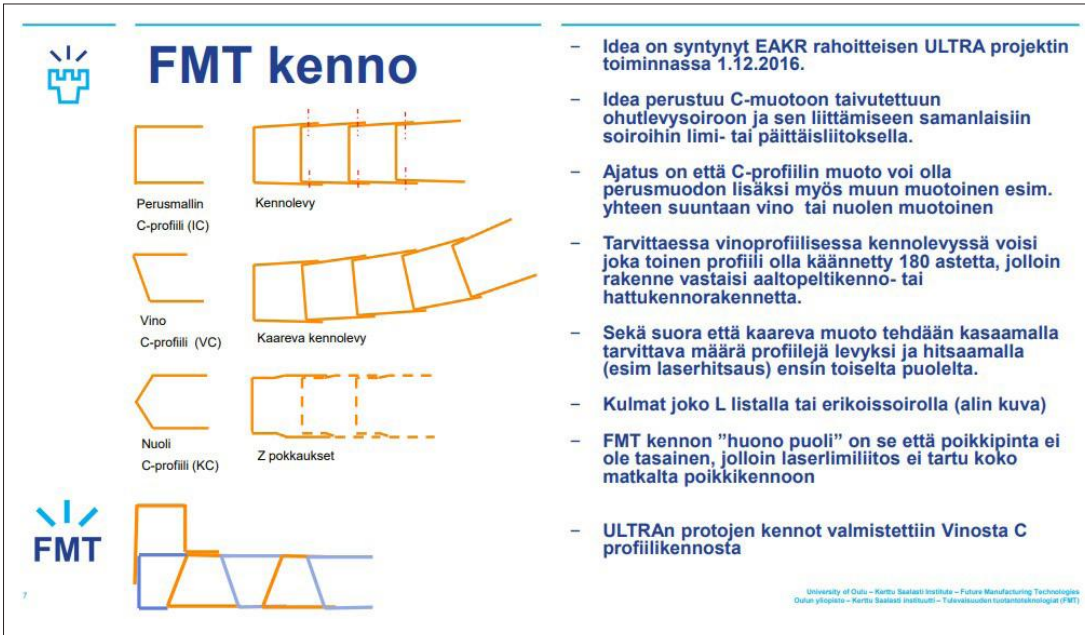 FMT kenno
Perusmallin
C-profiili (IC)
Kennolevy
Vino
C-profiili (VC)
Kaareva kennolevy
Nuoli
C-profiili (KC)
Z pokkaukset
FMT
7
– Idea on syntynyt EAKR rahoitteisen ULTRA projektin
toiminnassa 1.12.2016.
– Idea perustuu C-muotoon taivutettuun
ohutlevysoiroon ja sen liittämiseen samanlaisiin
soiroihin limi- tai päittäisliitoksella.
– Ajatus on että C-profiilin muoto voi olla
perusmuodon lisäksi myös muun muotoinen esim.
yhteen suuntaan vino tai nuolen muotoinen
– Tarvittaessa vinoprofiilisessa kennolevyssä voisi
joka toinen profiili olla käännetty 180 astetta, jolloin
rakenne vastaisi aaltopeltikenno- tai
hattukennorakennetta.
– Sekä suora että kaareva muoto tehdään kasaamalla
tarvittava määrä profiilejä levyksi ja hitsaamalla
(esim laserhitsaus) ensin toiselta puolelta.
– Kulmat joko L listalla tai erikoissoirolla (alin kuva)
– FMT kennon ”huono puoli” on se että poikkipinta ei
ole tasainen, jolloin laserlimiliitos ei tartu koko
matkalta poikkikennoon
– ULTRAn protojen kennot valmistettiin Vinosta C
profiilikennosta
University of Oulu – Kerttu Saalasti Institute – Future Manufacturing Technologies
Oulun yliopisto – Kerttu Saalasti instituutti – Tulevaisuuden tuotantoteknologiat (FMT)